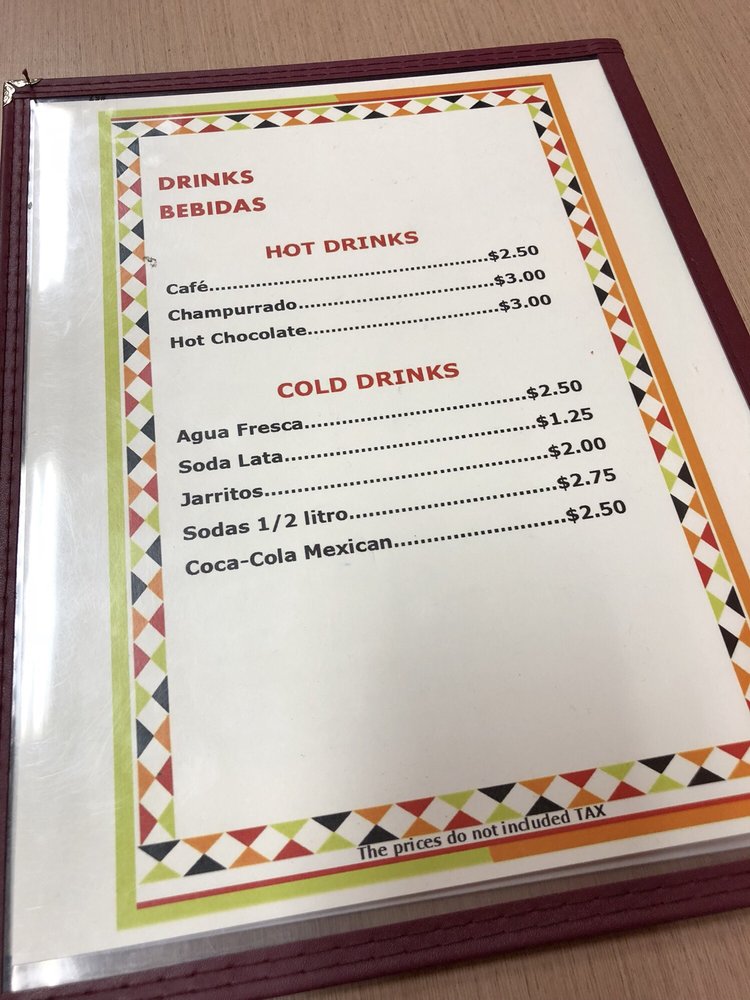 DRINKS
BEBIDAS
HOT DRINKS
Café..........................................$2.50
Champurrado.............................$3.00
Hot Chocolate............................$3.00
COLD DRINKS
Agua Fresca................................$2.50
Soda Lata....................................$1.25
Jarritos........................................$2.00
Sodas 1/2 litro.............................$2.75
Coca-Cola Mexican.......................$2.50
The prices do not included TAX